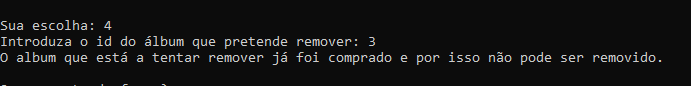 Sua escolha: 4
Introduza o id do álbum que pretende remover: 3
O album que está a tentar remover já foi comprado e por isso não pode ser removido.